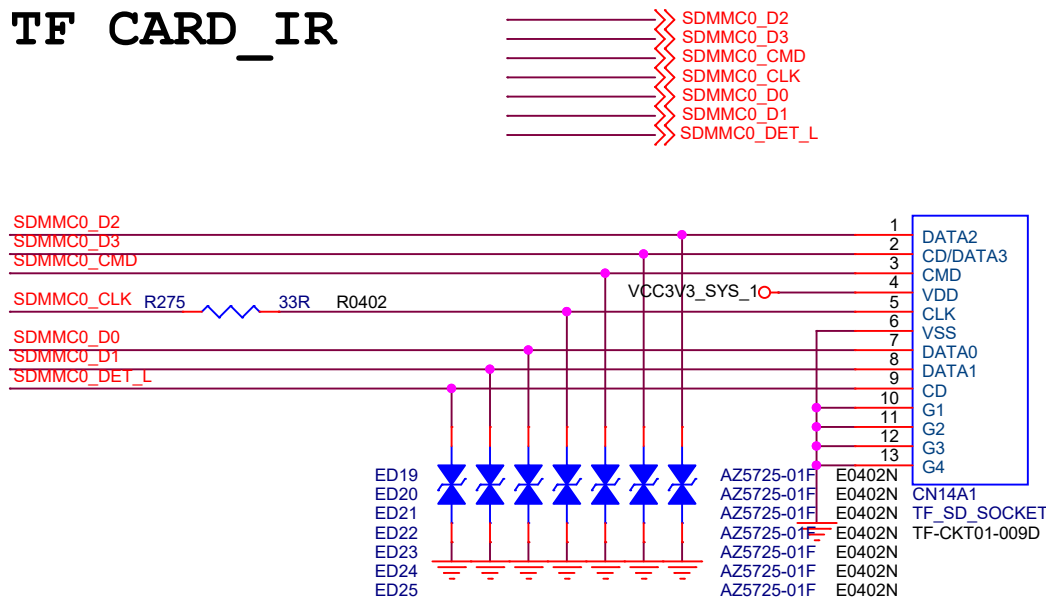 TF CARD_IR
SDMMC0_D2
SDMMC0_D3
SDMMC0_CMD
SDMMC0_CLK
SDMMC0_D0
SDMMC0_D1
SDMMC0_DET_L
SDMMC0_D2
SDMMC0_D3
SDMMC0_CMD
SDMMC0_CLK R275 33R R0402
SDMMC0_D0
SDMMC0_D1
SDMMC0_DET_L
VCC3V3_SYS_1
1 DATA2
2 CD/DATA3
3 CMD
4 VDD
5 CLK
6 VSS
7 DATA0
8 DATA1
9 CD
10 G1
11 G2
12 G3
13 G4
ED19 AZ5725-01F E0402N
ED20 AZ5725-01F E0402N CN14A1
ED21 AZ5725-01F E0402N TF_SD_SOCKET
ED22 AZ5725-01F E0402N TF-CKT01-009D
ED23 AZ5725-01F E0402N
ED24 AZ5725-01F E0402N
ED25 AZ5725-01F E0402N